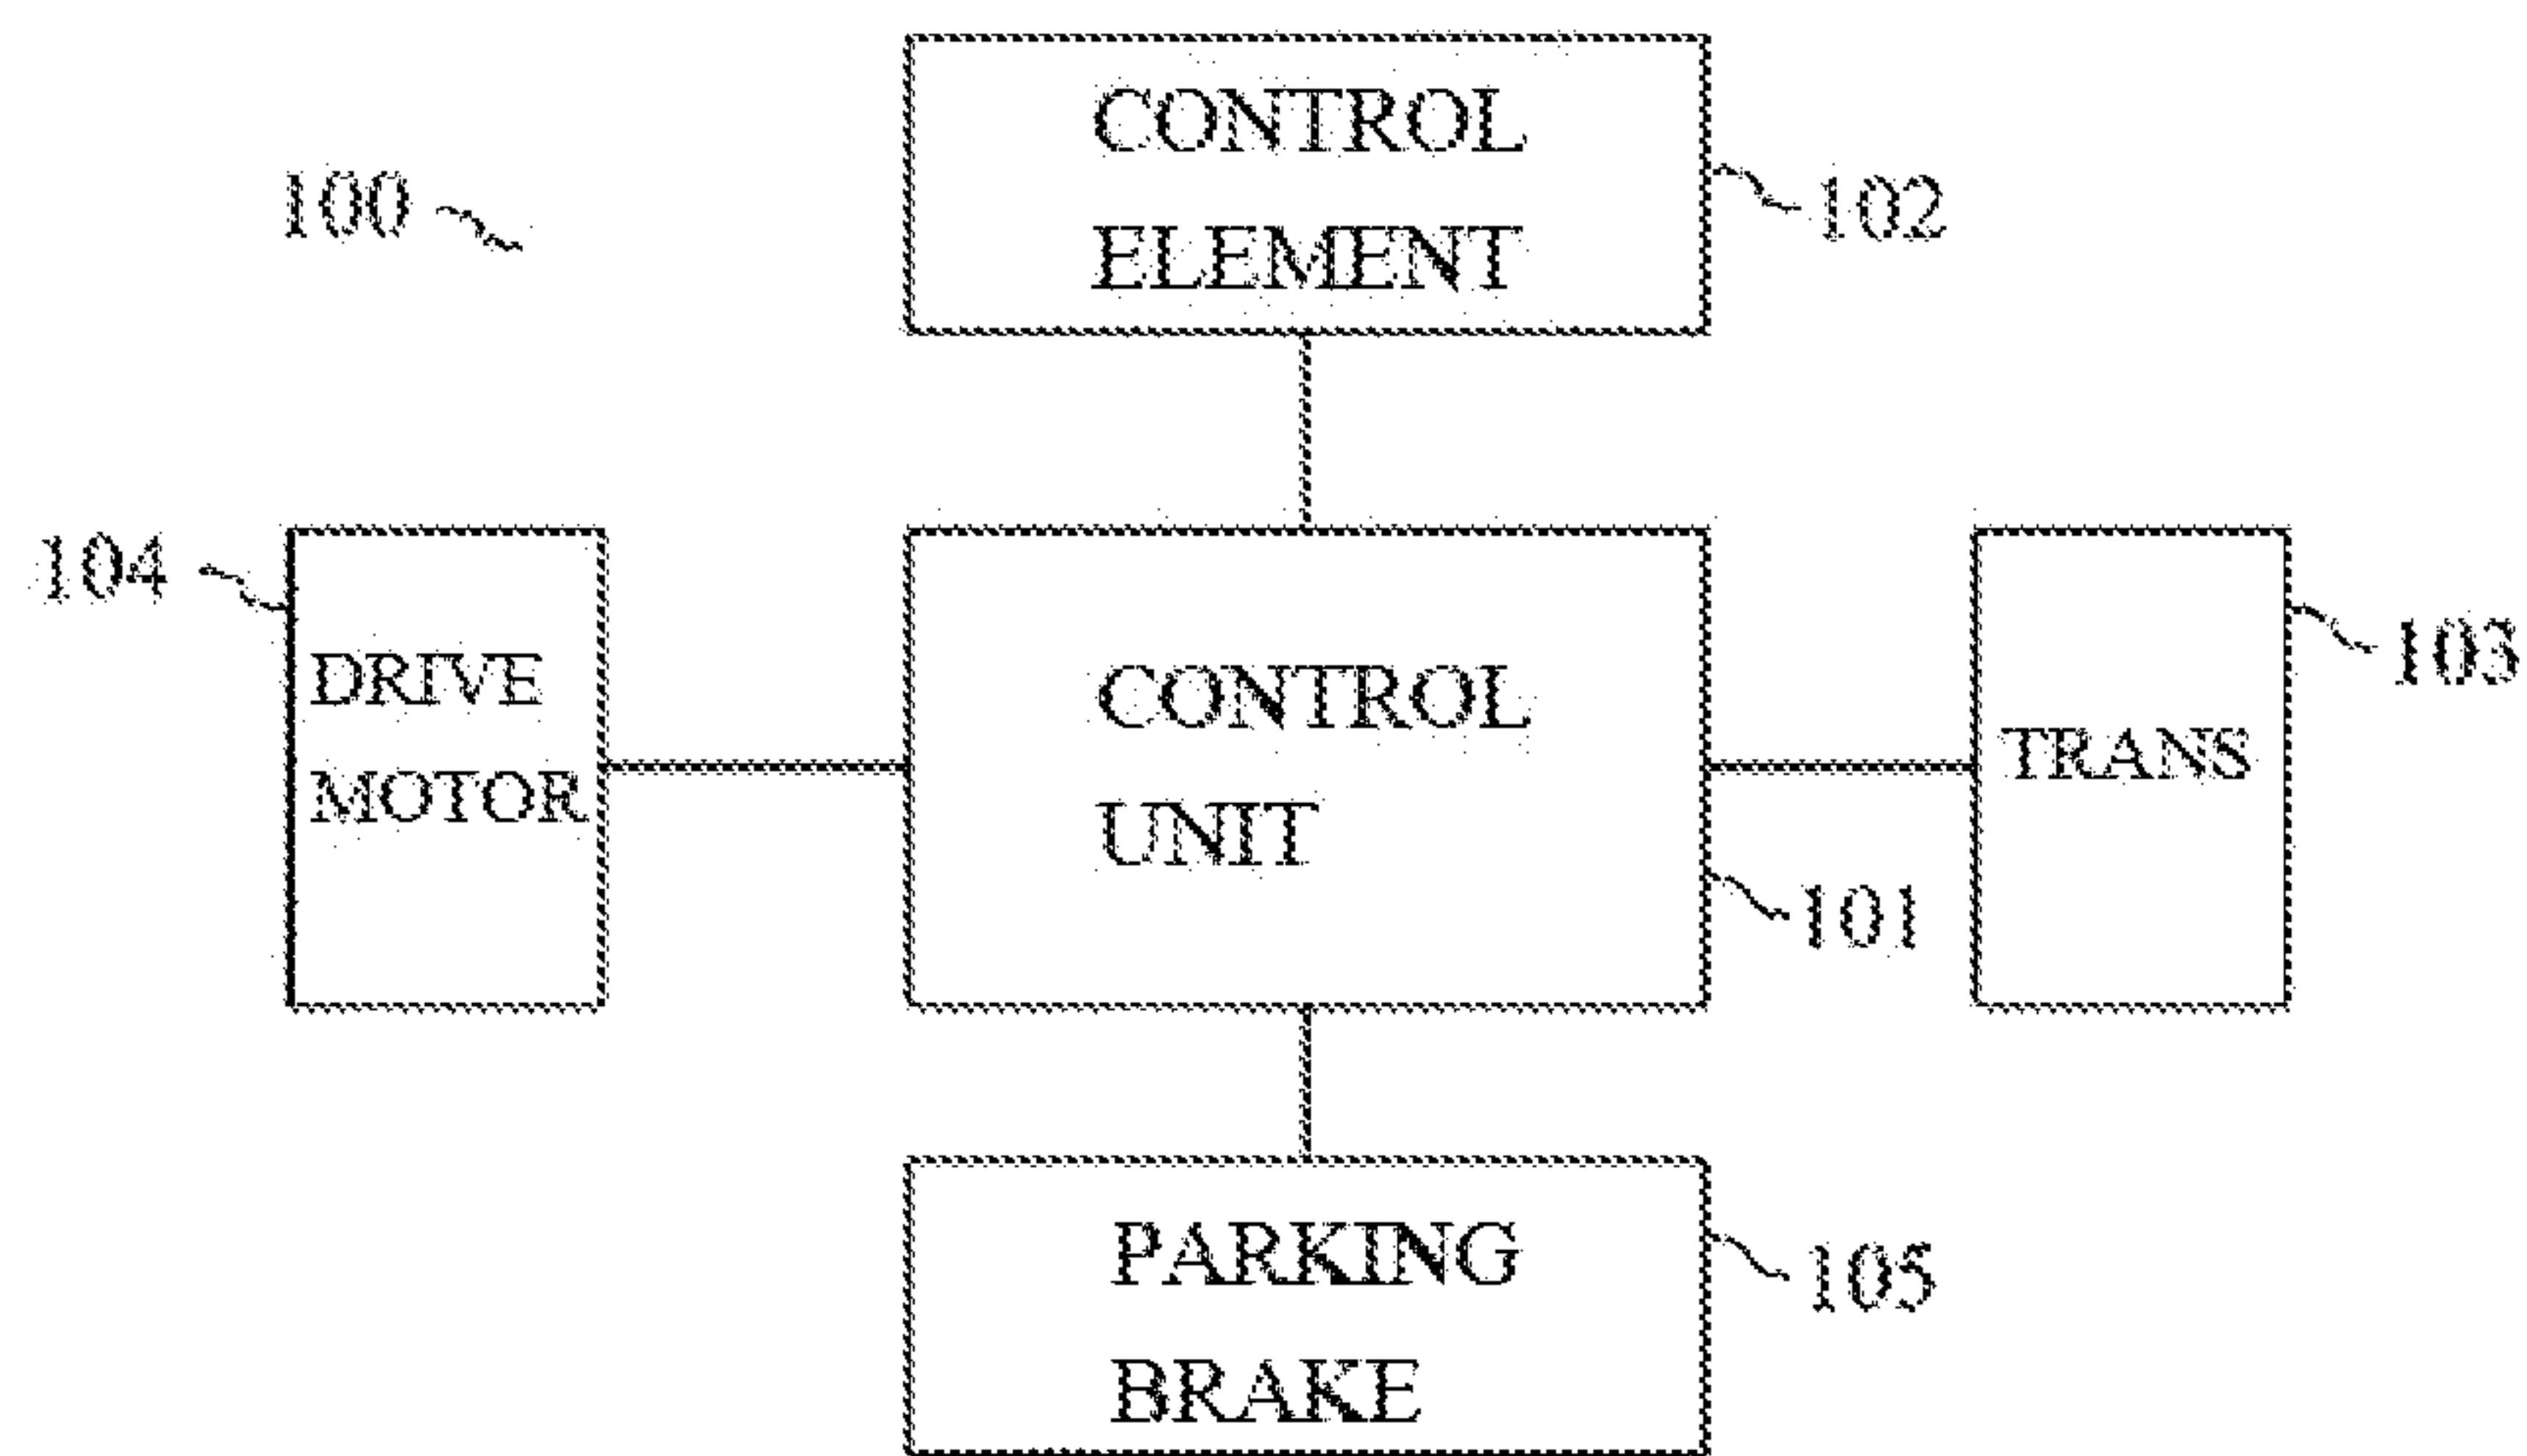 CONTROL
ELEMENT
100
102
104
DRIVE
MOTOR
CONTROL
UNIT
101
TRANS
103
PARKING
BRAKE
105